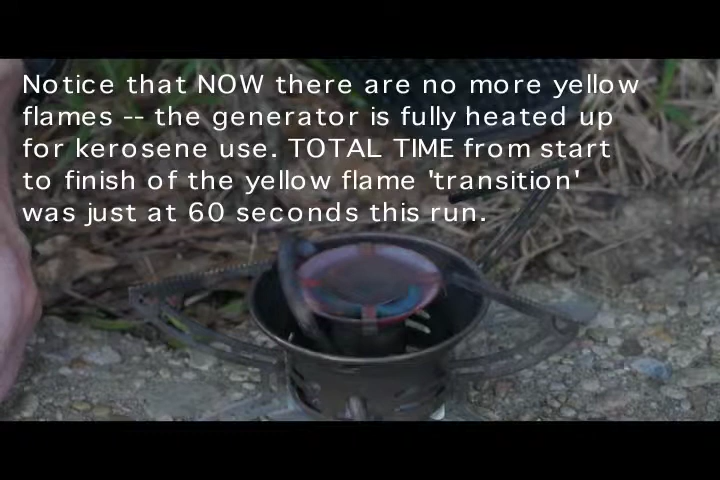 Notice that NOW there are no more yellow
flames -- the generator is fully heated up
for kerosene use. TOTAL TIME from start
to finish of the yellow flame 'transition'
was just at 60 seconds this run.